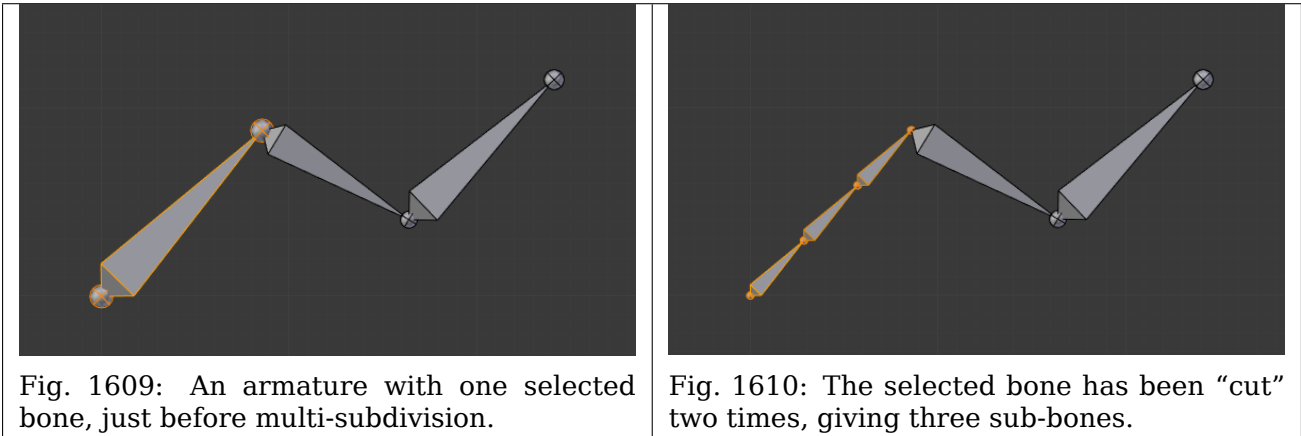 Fig. 1609: An armature with one selected
bone, just before multi-subdivision.
Fig. 1610: The selected bone has been “cut”
two times, giving three sub-bones.